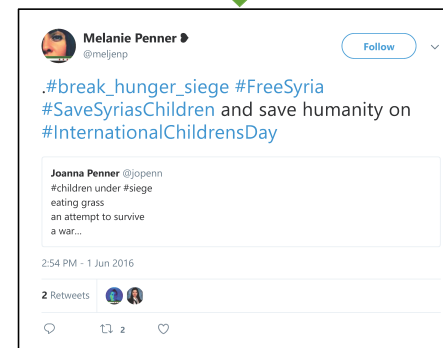 Melanie Penner ❥
@meljenp
Follow
.#break_hunger_siege #FreeSyria
#SaveSyriasChildren and save humanity on
#InternationalChildrensDay
Joanna Penner @jopenn
#children under #siege
eating grass
an attempt to survive
a war...
2:54 PM - 1 Jun 2016
2 Retweets
2